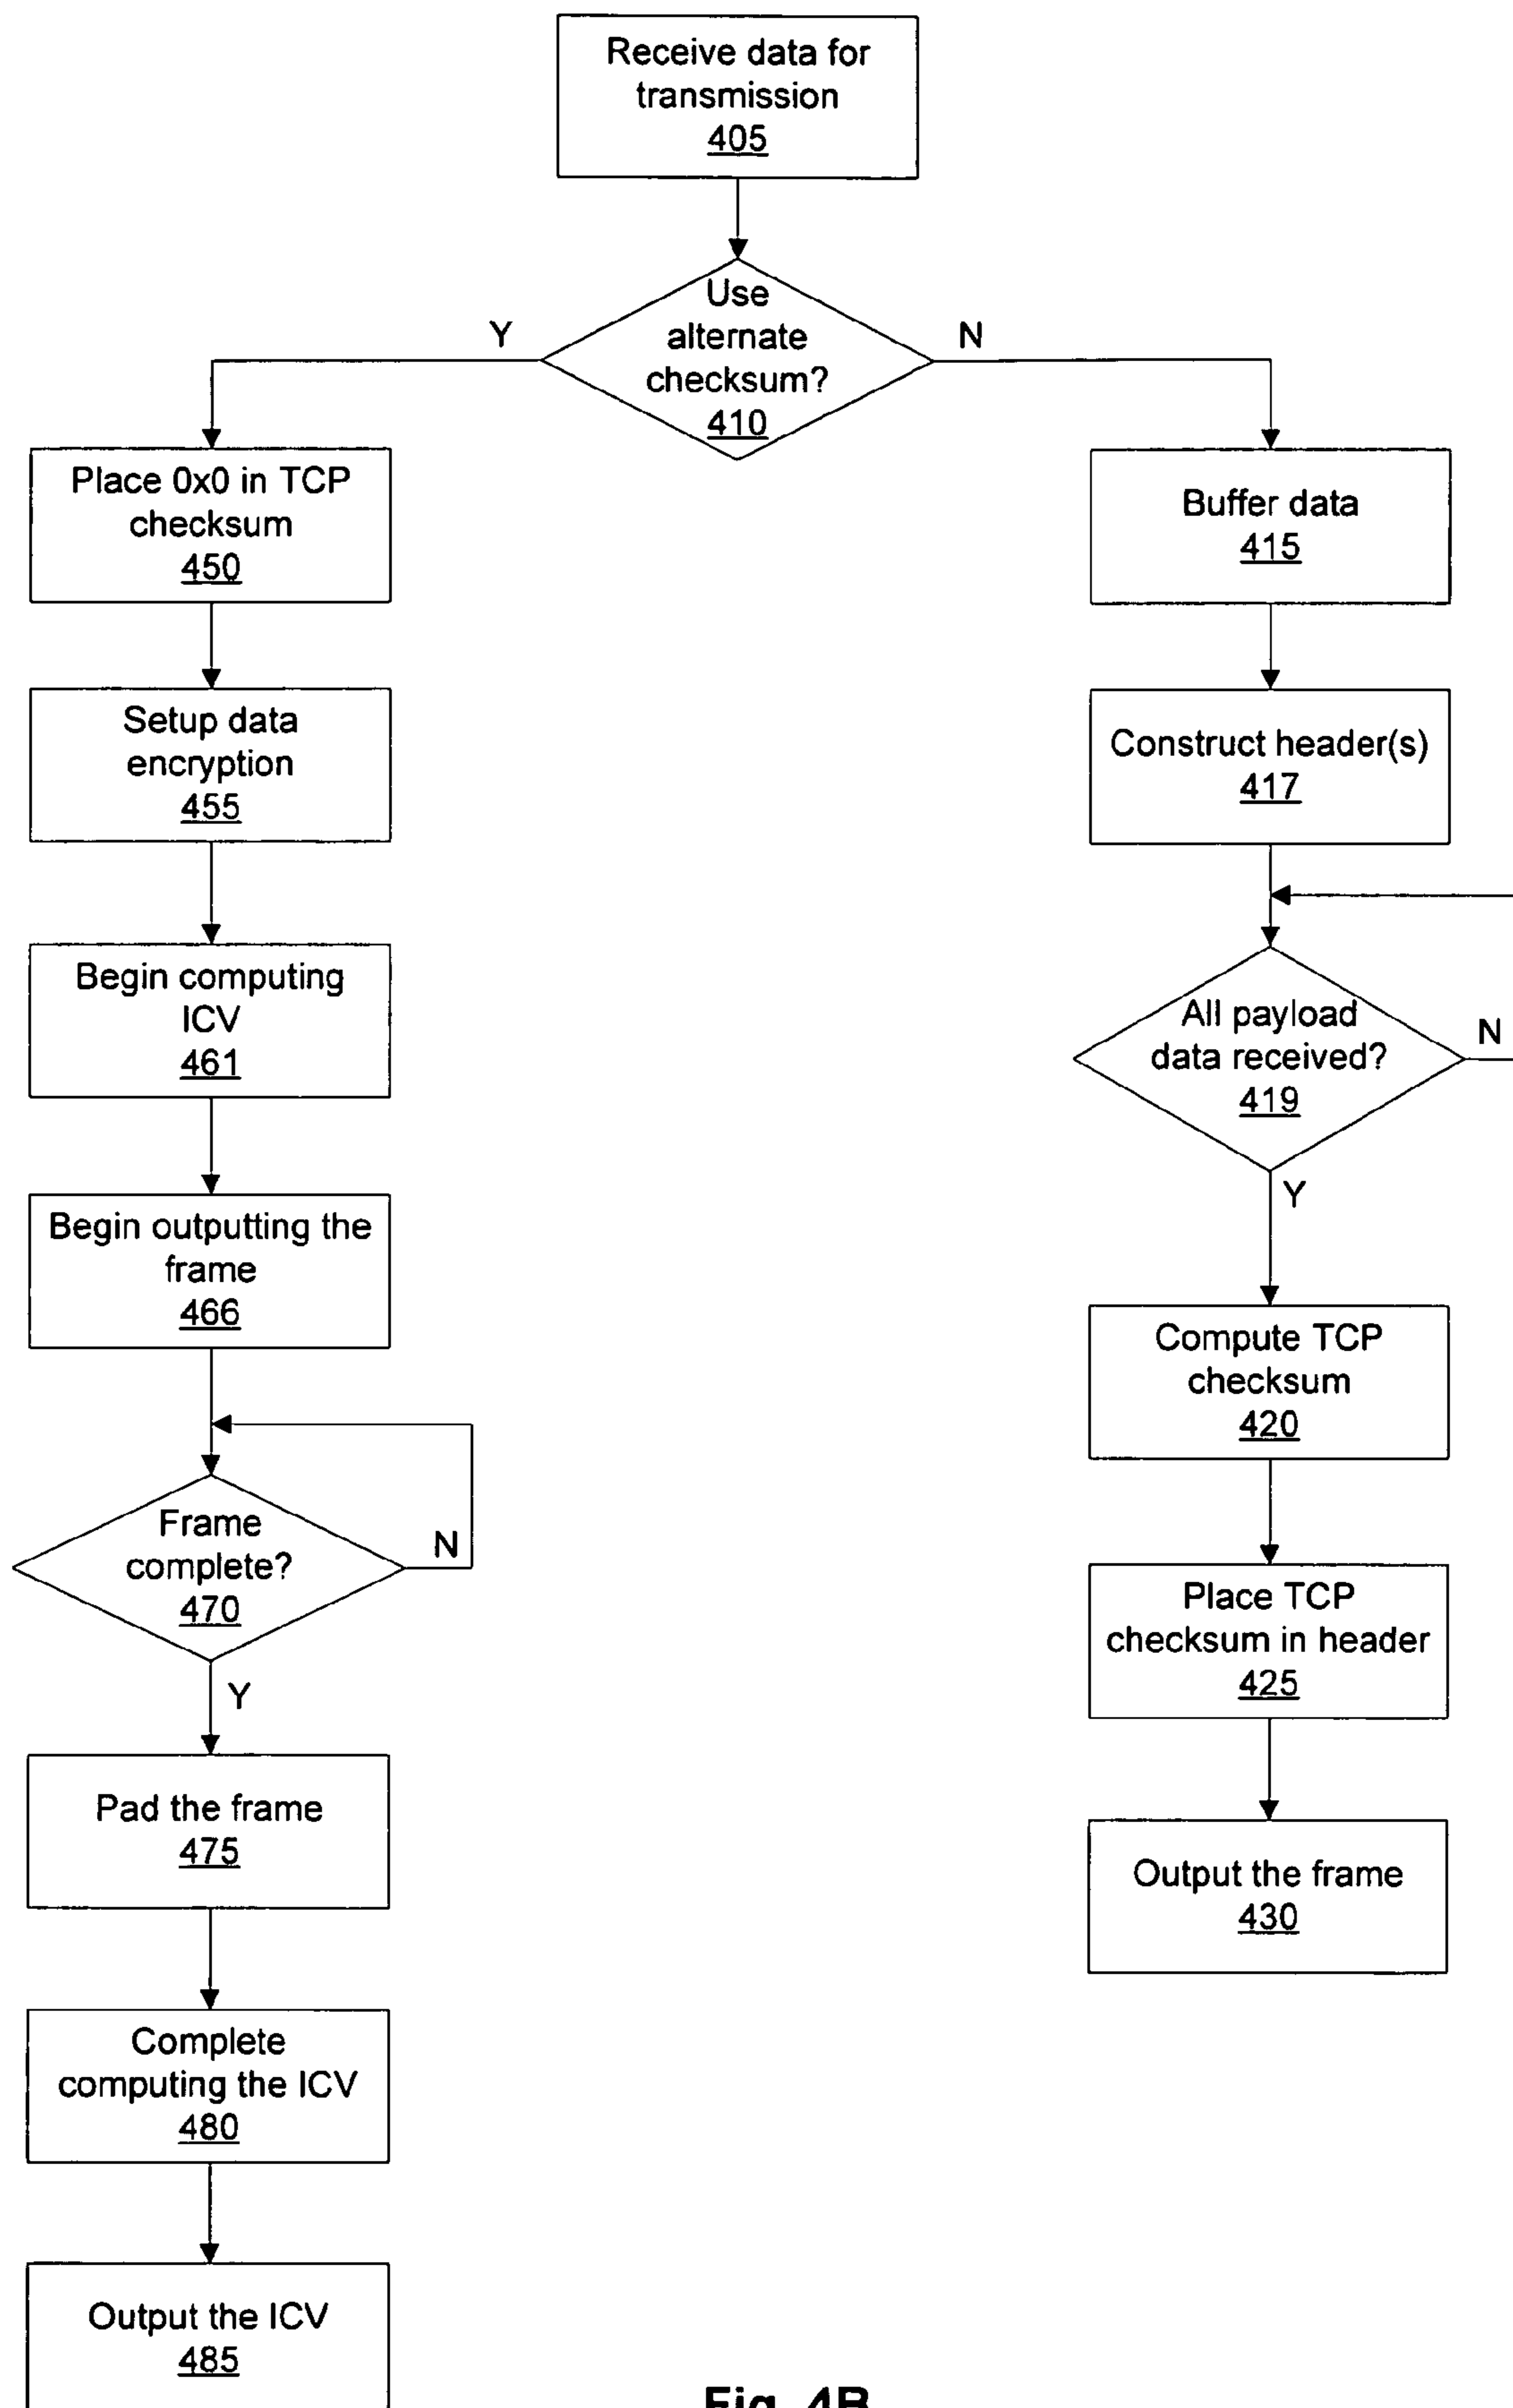 Receive data for
transmission
405
Use
alternate
checksum?
410
Y
N
Place 0x0 in TCP
checksum
450
Setup data
encryption
455
Begin computing
ICV
461
Begin outputting the
frame
466
Frame
complete?
470
N
Y
Pad the frame
475
Complete
computing the ICV
480
Output the ICV
485
Buffer data
415
Construct header(s)
417
All payload
data received?
419
N
Y
Compute TCP
checksum
420
Place TCP
checksum in header
425
Output the frame
430
Fig. 4B